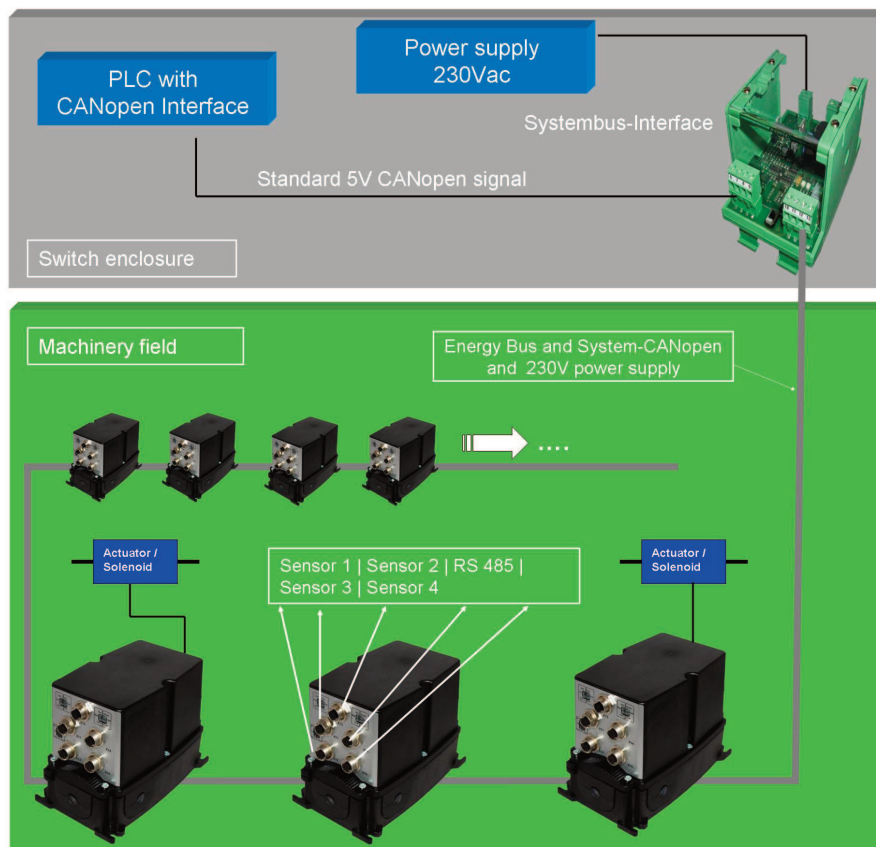 Power supply
230Vac
PLC with
CANopen Interface
Systembus-Interface
Standard 5V CANopen signal
Switch enclosure
Machinery field
Energy Bus and System-CANopen
and 230V power supply
....
Actuator /
Solenoid
Sensor 1 | Sensor 2 | RS 485 |
Sensor 3 | Sensor 4
Actuator /
Solenoid